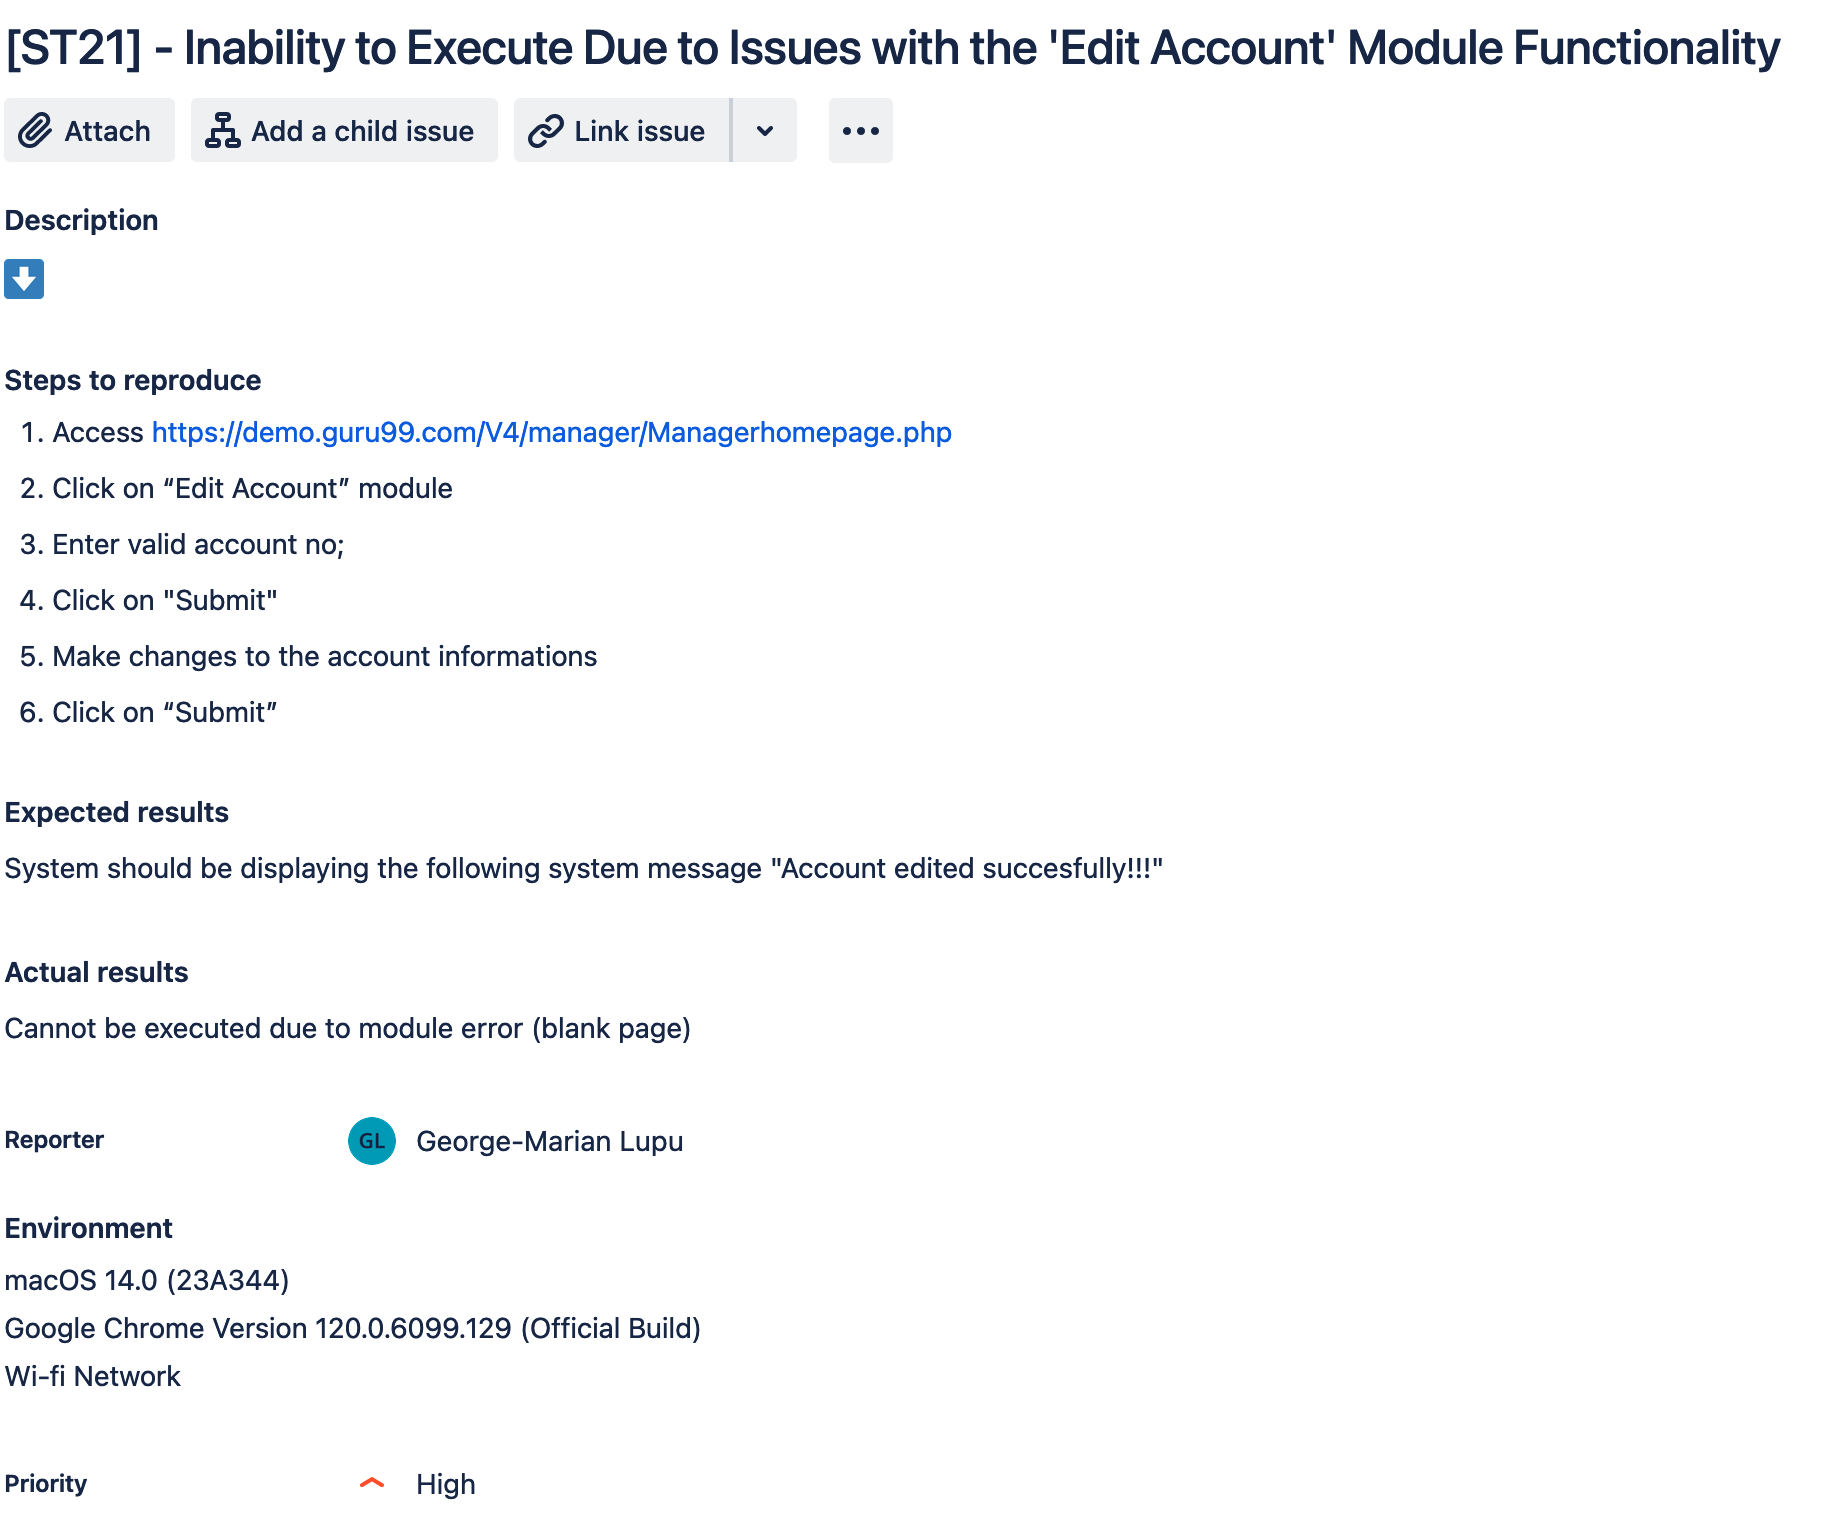 [ST21] - Inability to Execute Due to Issues with the 'Edit Account' Module Functionality
Attach Add a child issue Link issue
Description
Steps to reproduce
1. Access https://demo.guru99.com/V4/manager/Managerhomepage.php
2. Click on “Edit Account” module
3. Enter valid account no;
4. Click on "Submit"
5. Make changes to the account informations
6. Click on “Submit”
Expected results
System should be displaying the following system message "Account edited succesfully!!!"
Actual results
Cannot be executed due to module error (blank page)
Reporter GL George-Marian Lupu
Environment
macOS 14.0 (23A344)
Google Chrome Version 120.0.6099.129 (Official Build)
Wi-fi Network
Priority High